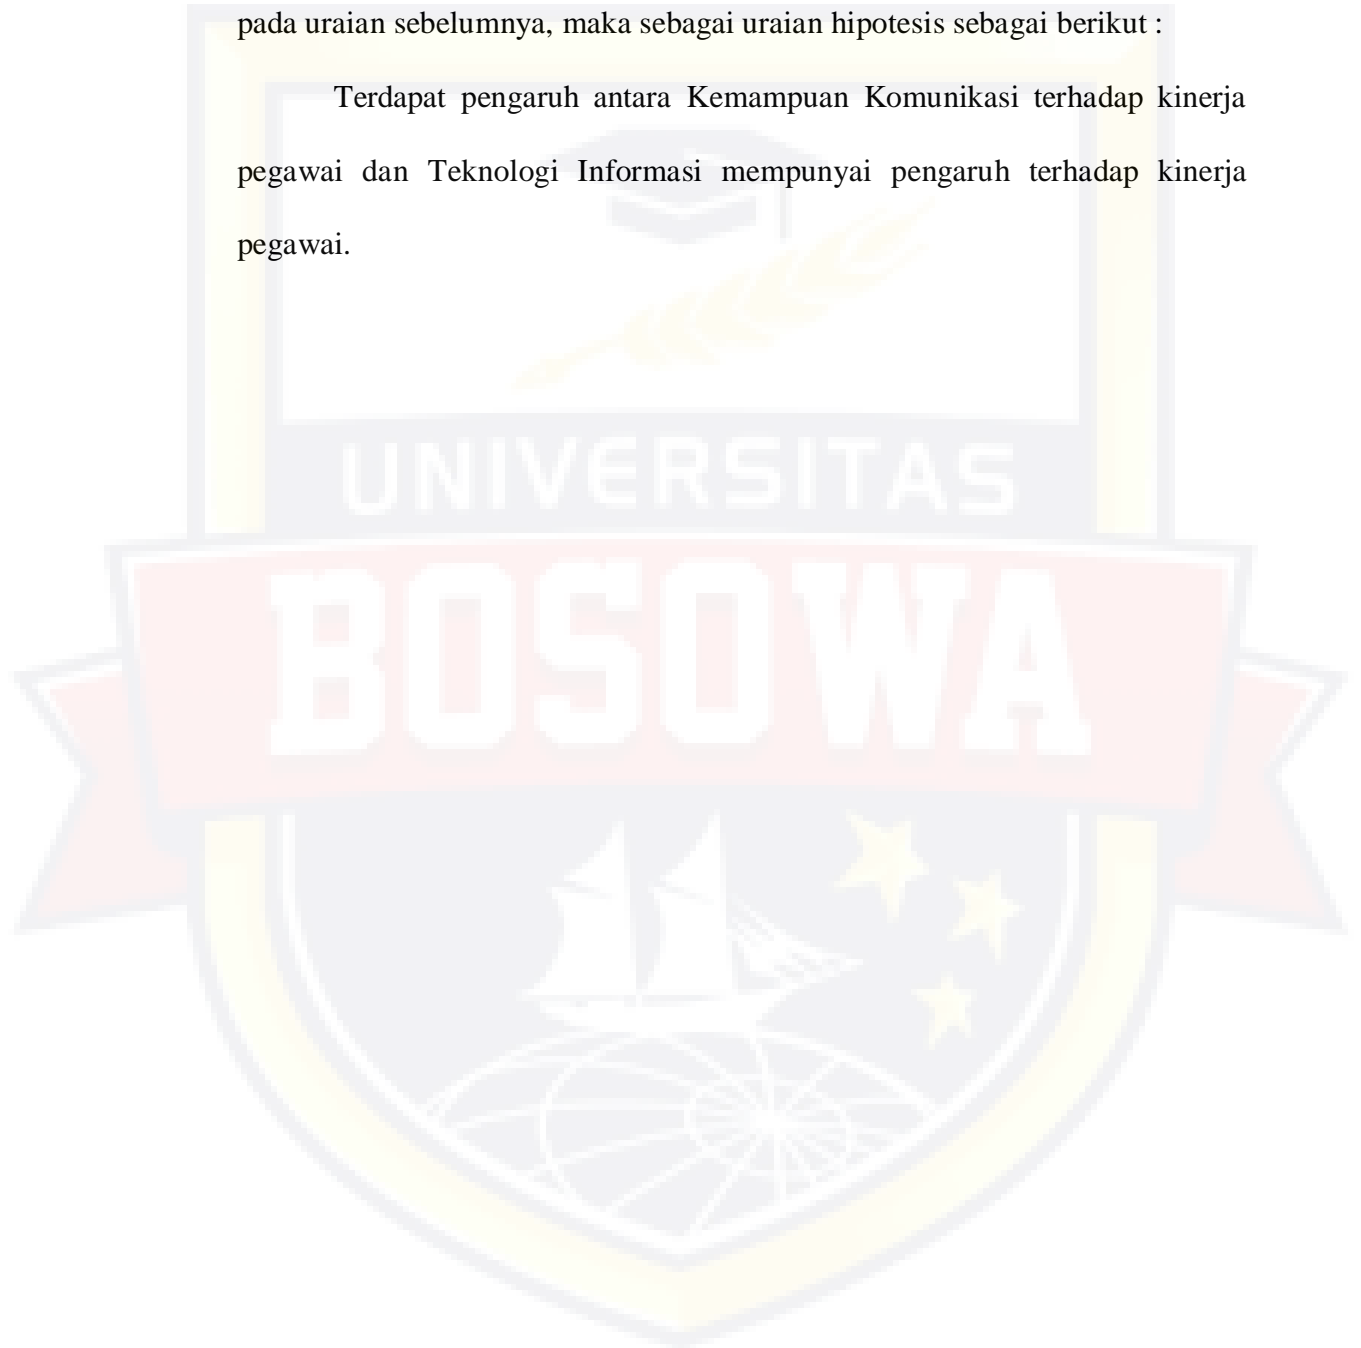 pada uraian sebelumnya, maka sebagai uraian hipotesis sebagai berikut :
Terdapat pengaruh antara Kemampuan Komunikasi terhadap kinerja
pegawai dan Teknologi Informasi mempunyai pengaruh terhadap kinerja
pegawai.
UNIVERSITAS
BOSOWA